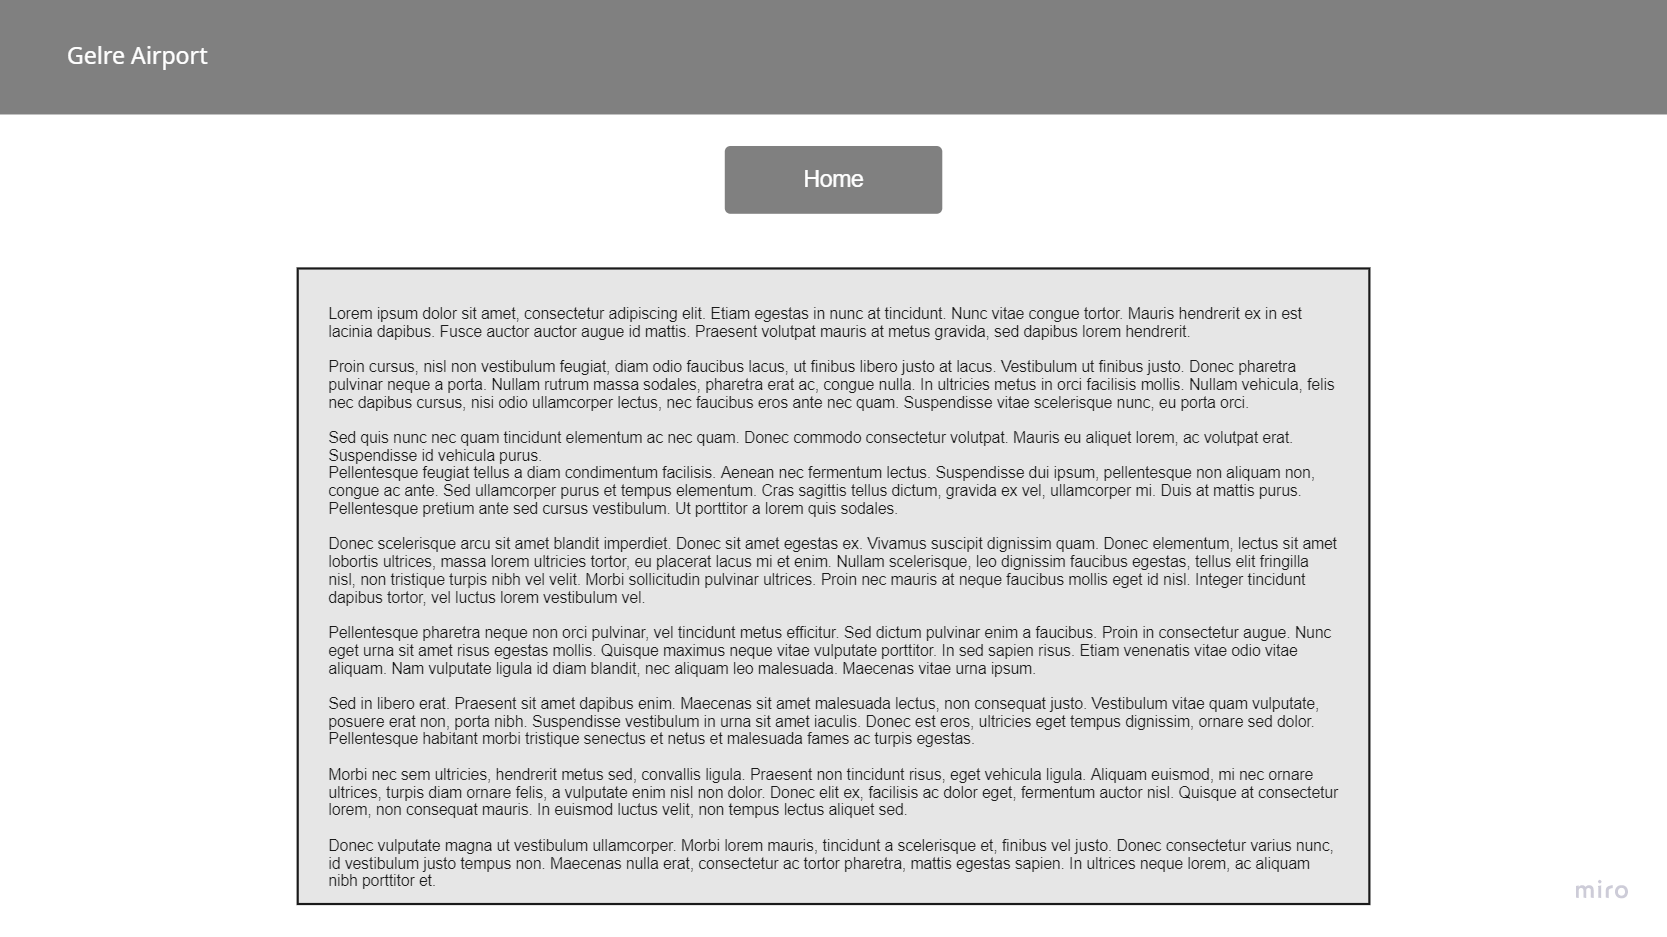 Gelre Airport
Home
Lorem ipsum dolor sit amet, consectetur adipiscing elit. Etiam egestas in nunc at tincidunt. Nunc vitae congue tortor. Mauris hendrerit ex in est
lacinia dapibus. Fusce auctor auctor augue id mattis. Praesent volutpat mauris at metus gravida, sed dapibus lorem hendrerit.
Proin cursus, nisl non vestibulum feugiat, diam odio faucibus lacus, ut finibus libero justo at lacus. Vestibulum ut finibus justo. Donec pharetra
pulvinar neque a porta. Nullam rutrum massa sodales, pharetra erat ac, congue nulla. In ultricies metus in orci facilisis mollis. Nullam vehicula, felis
nec dapibus cursus, nisi odio ullamcorper lectus, nec faucibus eros ante nec quam. Suspendisse vitae scelerisque nunc, eu porta orci.
Sed quis nunc nec quam tincidunt elementum ac nec quam. Donec commodo consectetur volutpat. Mauris eu aliquet lorem, ac volutpat erat.
Suspendisse id vehicula purus.
Pellentesque feugiat tellus a diam condimentum facilisis. Aenean nec fermentum lectus. Suspendisse dui ipsum, pellentesque non aliquam non,
congue ac ante. Sed ullamcorper purus et tempus elementum. Cras sagittis tellus dictum, gravida ex vel, ullamcorper mi. Duis at mattis purus.
Pellentesque pretium ante sed cursus vestibulum. Ut porttitor a lorem quis sodales.
Donec scelerisque arcu sit amet blandit imperdiet. Donec sit amet egestas ex. Vivamus suscipit dignissim quam. Donec elementum, lectus sit amet
lobortis ultrices, massa lorem ultricies tortor, eu placerat lacus mi et enim. Nullam scelerisque, leo dignissim faucibus egestas, tellus elit fringilla
nisl, non tristique turpis nibh vel velit. Morbi sollicitudin pulvinar ultrices. Proin nec mauris at neque faucibus mollis eget id nisl. Integer tincidunt
dapibus tortor, vel luctus lorem vestibulum vel.
Pellentesque pharetra neque non orci pulvinar, vel tincidunt metus efficitur. Sed dictum pulvinar enim a faucibus. Proin in consectetur augue. Nunc
eget urna sit amet risus egestas mollis. Quisque maximus neque vitae vulputate porttitor. In sed sapien risus. Etiam venenatis vitae odio vitae
aliquam. Nam vulputate ligula id diam blandit, nec aliquam leo malesuada. Maecenas vitae urna ipsum.
Sed in libero erat. Praesent sit amet dapibus enim. Maecenas sit amet malesuada lectus, non consequat justo. Vestibulum vitae quam vulputate,
posuere erat non, porta nibh. Suspendisse vestibulum in urna sit amet iaculis. Donec est eros, ultricies eget tempus dignissim, ornare sed dolor.
Pellentesque habitant morbi tristique senectus et netus et malesuada fames ac turpis egestas.
Morbi nec sem ultricies, hendrerit metus sed, convallis ligula. Praesent non tincidunt risus, eget vehicula ligula. Aliquam euismod, mi nec ornare
ultrices, turpis diam ornare felis, a vulputate enim nisl non dolor. Donec elit ex, facilisis ac dolor eget, fermentum auctor nisl. Quisque at consectetur
lorem, non consequat mauris. In euismod luctus velit, non tempus lectus aliquet sed.
Donec vulputate magna ut vestibulum ullamcorper. Morbi lorem mauris, tincidunt a scelerisque et, finibus vel justo. Donec consectetur varius nunc,
id vestibulum justo tempus non. Maecenas nulla erat, consectetur ac tortor pharetra, mattis egestas sapien. In ultrices neque lorem, ac aliquam
nibh porttitor et.
miro